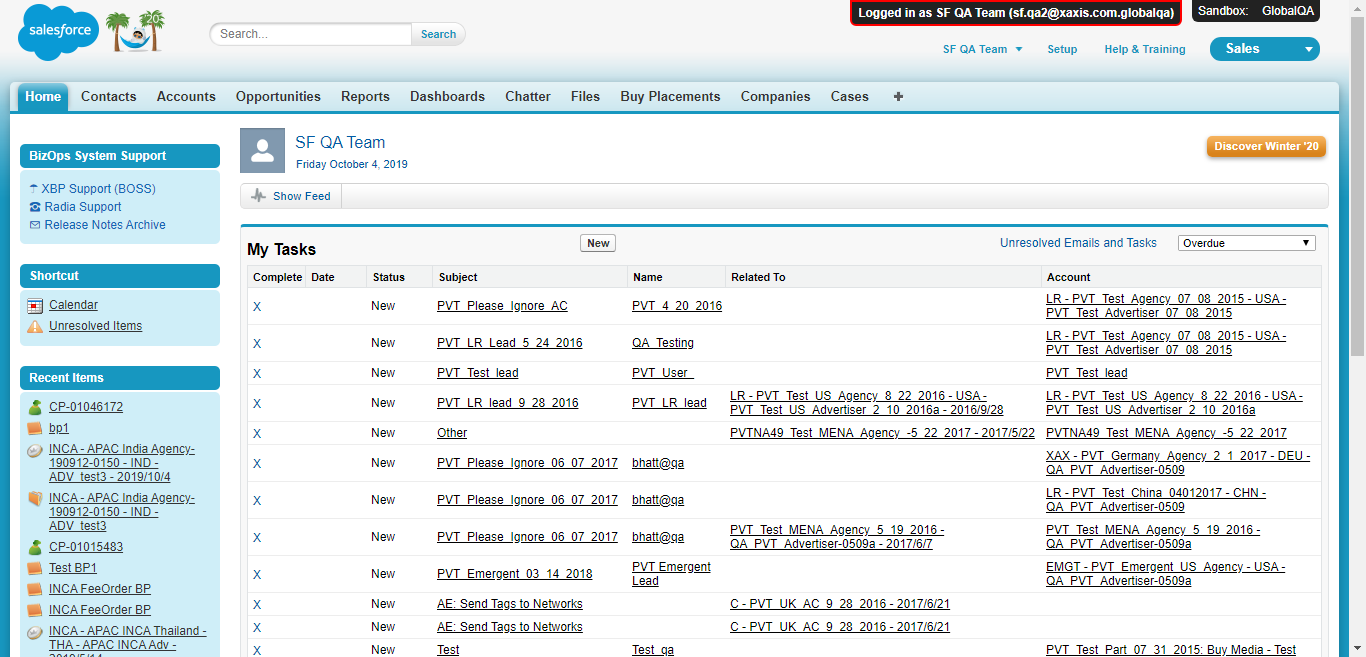 Logged in as SF QA Team (sf.qa2@xaxis.com.globalqa)
Sandbox: GlobalQA
salesforce
20
Search...
Search
SF QA Team
Setup
Help & Training
Sales
Home Contacts Accounts Opportunities Reports Dashboards Chatter Files Buy Placements Companies Cases +
BizOps System Support
XBP Support (BOSS)
Radia Support
Release Notes Archive
Shortcut
Calendar
Unresolved Items
Recent Items
CP-01046172
bp1
INCA - APAC India Agency-
190912-0150 - IND -
ADV_test3 - 2019/10/4
INCA - APAC India Agency-
190912-0150 - IND -
ADV_test3
CP-01015483
Test BP1
INCA FeeOrder BP
INCA FeeOrder BP
INCA - APAC INCA Thailand -
THA - APAC INCA Adv -
2019/5/14
SF QA Team
Friday October 4, 2019
Discover Winter '20
Show Feed
My Tasks
New
Unresolved Emails and Tasks
Overdue
Complete Date Status Subject Name Related To Account
X New PVT_Please_Ignore_AC PVT_4_20_2016 LR - PVT_Test_Agency_07_08_2015 - USA -
PVT_Test_Advertiser_07_08_2015
X New PVT_LR_Lead_5_24_2016 QA_Testing LR - PVT_Test_Agency_07_08_2015 - USA -
PVT_Test_Advertiser_07_08_2015
X New PVT_Test_lead PVT_User_ PVT_Test_lead
X New PVT_LR_lead_9_28_2016 PVT_LR_lead LR - PVT_Test_US_Agency_8_22_2016 - USA - LR - PVT_Test_US_Agency_8_22_2016 - USA -
PVT_Test_US_Advertiser_2_10_2016a - 2016/9/28 PVT_Test_US_Advertiser_2_10_2016a
X New Other PVTNA49_Test_MENA_Agency_-5_22_2017 - 2017/5/22 PVTNA49_Test_MENA_Agency_-5_22_2017
X New PVT_Please_Ignore_06_07_2017 bhatt@qa XAX - PVT_Germany_Agency_2_1_2017 - DEU -
QA_PVT_Advertiser-0509
X New PVT_Please_Ignore_06_07_2017 bhatt@qa LR - PVT_Test_China_04012017 - CHN -
QA_PVT_Advertiser-0509
X New PVT_Please_Ignore_06_07_2017 bhatt@qa PVT_Test_MENA_Agency_5_19_2016 - PVT_Test_MENA_Agency_5_19_2016 -
QA_PVT_Advertiser-0509a - 2017/6/7 QA_PVT_Advertiser-0509a
X New PVT_Emergent_03_14_2018 PVT Emergent EMGT - PVT_Emergent_US_Agency - USA -
Lead QA_PVT_Advertiser-0509a
X New AE: Send Tags to Networks C - PVT_UK_AC_9_28_2016 - 2017/6/21
X New AE: Send Tags to Networks C - PVT_UK_AC_9_28_2016 - 2017/6/21
X New Test Test_qa PVT_Test_Part_07_31_2015: Buy Media - Test